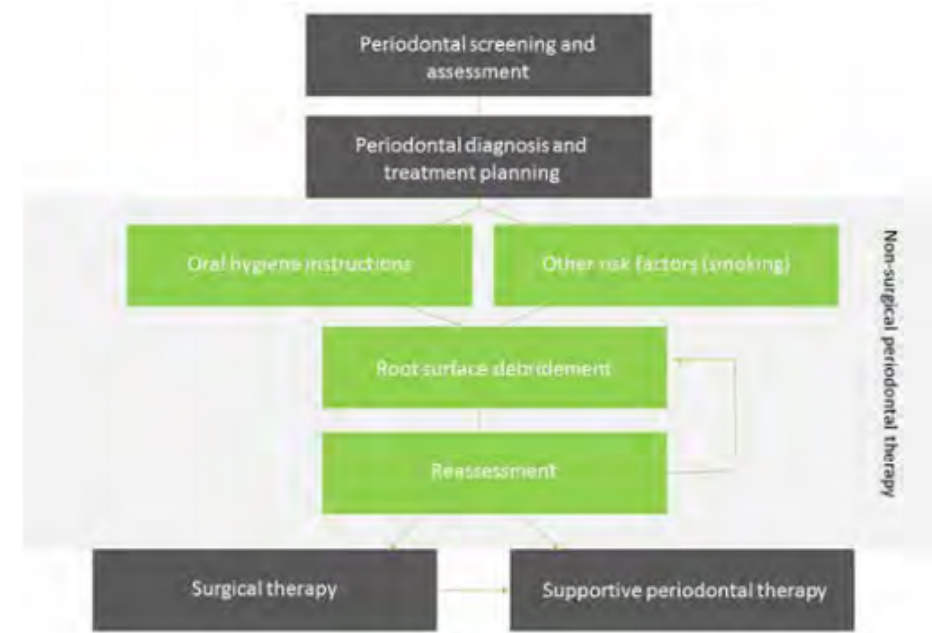 Periodontal screening and
assessment
Periodontal diagnosis and
treatment planning
Oral hygiene instructions
Other risk factors (smoking)
Root surface debridement
Reassessment
Non-surgical periodontal therapy
Surgical therapy
Supportive periodontal therapy